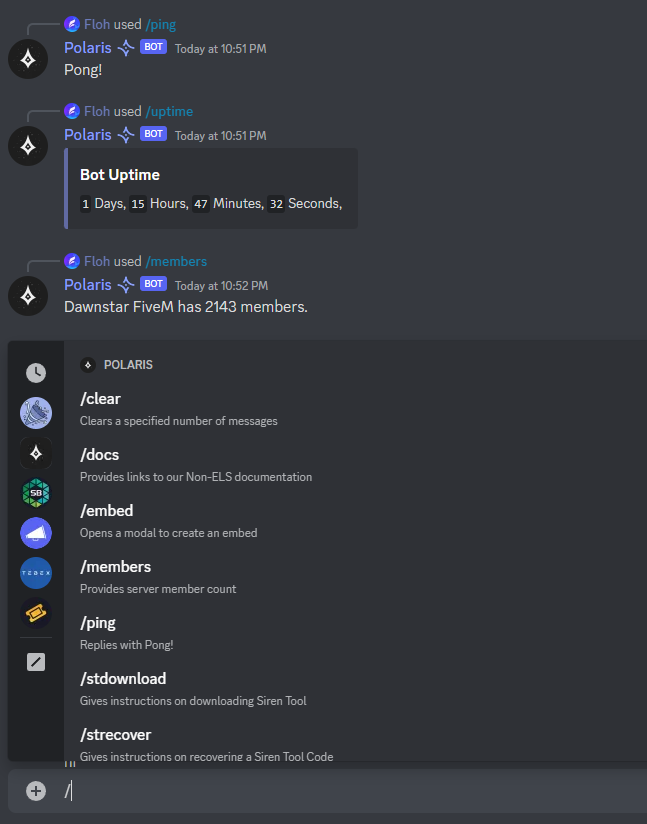 Floh used /ping
Polaris BOT Today at 10:51 PM
Pong!
Floh used /uptime
Polaris BOT Today at 10:51 PM
Bot Uptime
1 Days, 15 Hours, 47 Minutes, 32 Seconds,
Floh used /members
Polaris BOT Today at 10:52 PM
Dawnstar FiveM has 2143 members.
POLARIS
/clear
Clears a specified number of messages
/docs
Provides links to our Non-ELS documentation
/embed
Opens a modal to create an embed
/members
Provides server member count
/ping
Replies with Pong!
/stdownload
Gives instructions on downloading Siren Tool
/strecover
Gives instructions on recovering a Siren Tool Code
SB
TEBEX
/